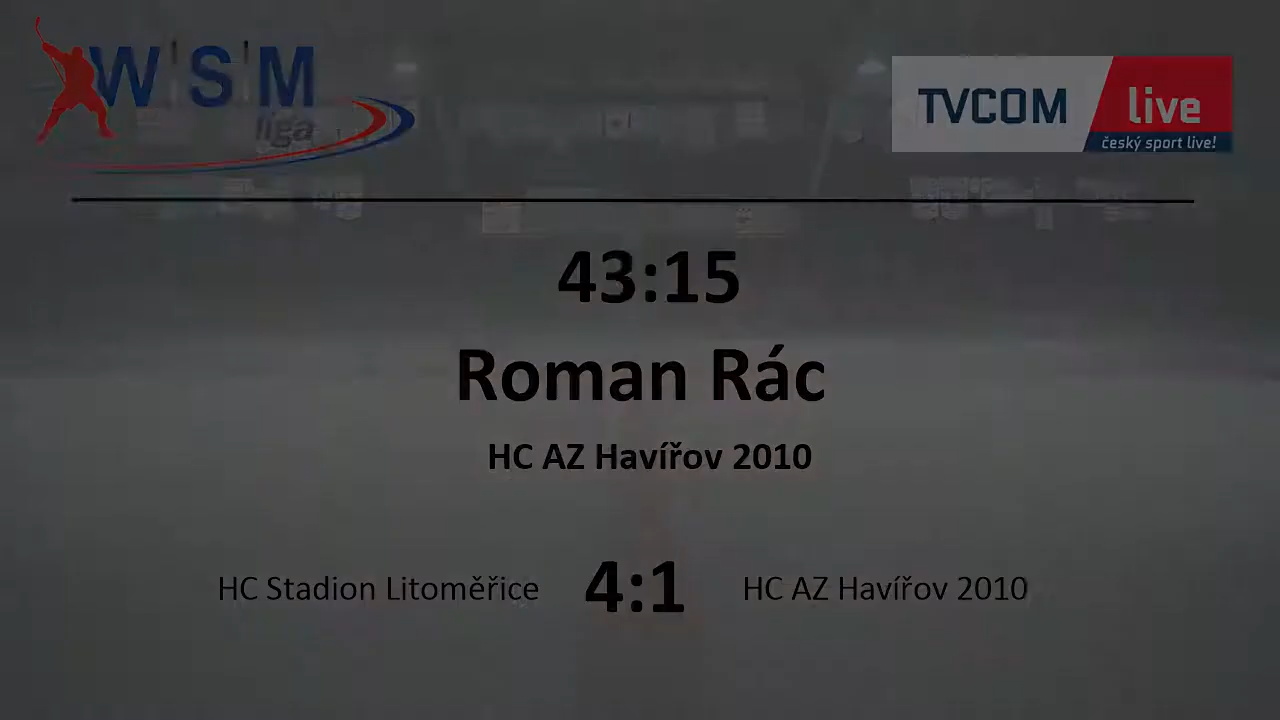 W S M
liga
TVCOM live
český sport live!
43:15
Roman Rác
HC AZ Havířov 2010
HC Stadion Litoměřice 4:1 HC AZ Havířov 2010